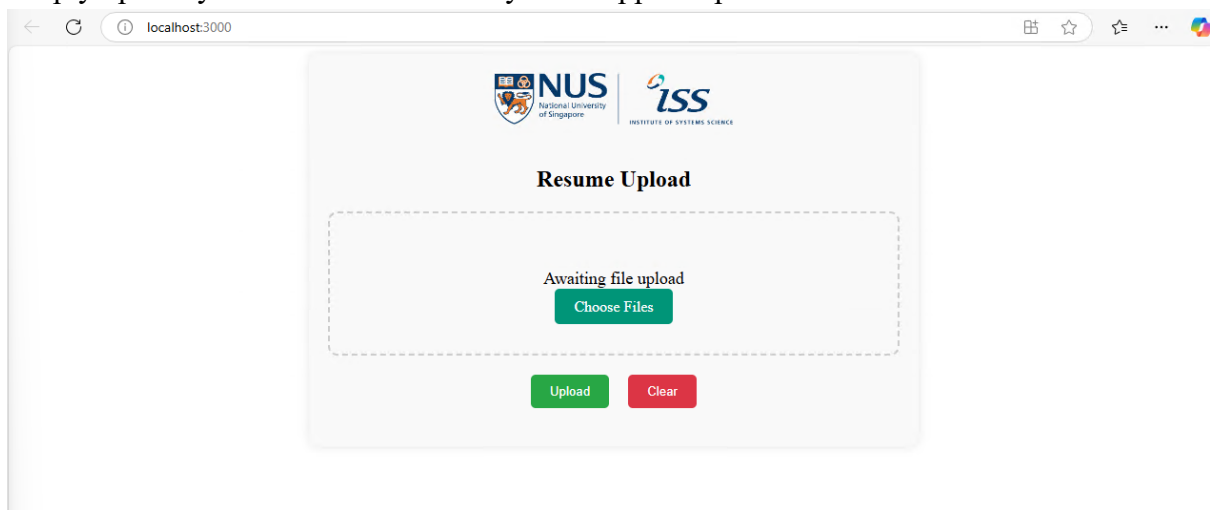 localhost:3000
NUS
National University
of Singapore
ISS
INSTITUTE OF SYSTEMS SCIENCE
Resume Upload
Awaiting file upload
Choose Files
Upload Clear